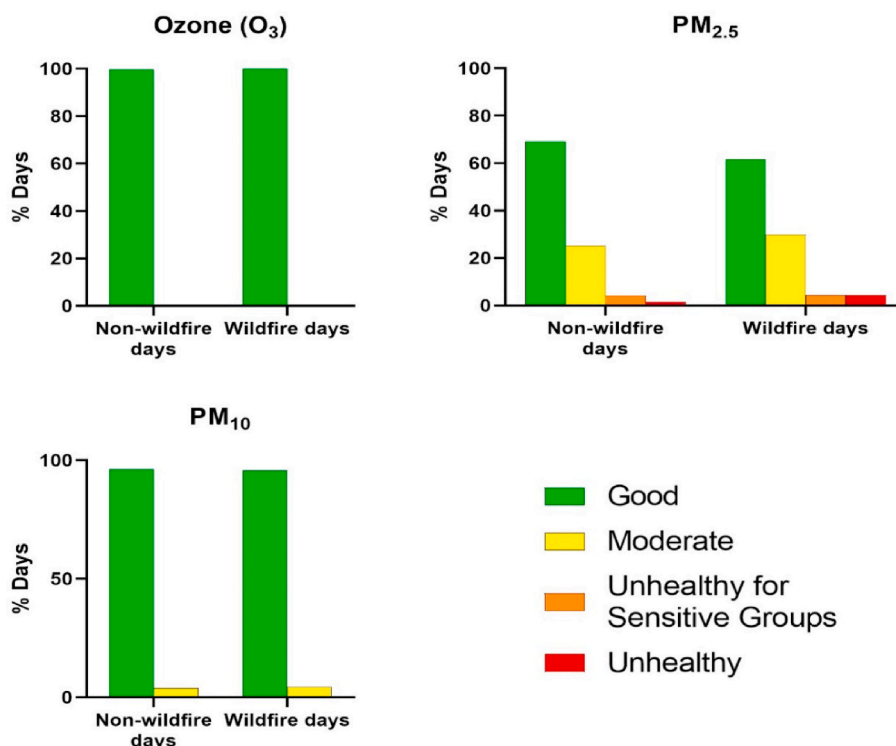 Ozone (O₃)
% Days
100
80
60
40
20
0
Non-wildfire
days
Wildfire days
PM₂.₅
% Days
100
80
60
40
20
0
Non-wildfire
days
Wildfire days
PM₁₀
% Days
100
50
0
Non-wildfire
days
Wildfire days
Good
Moderate
Unhealthy for
Sensitive Groups
Unhealthy